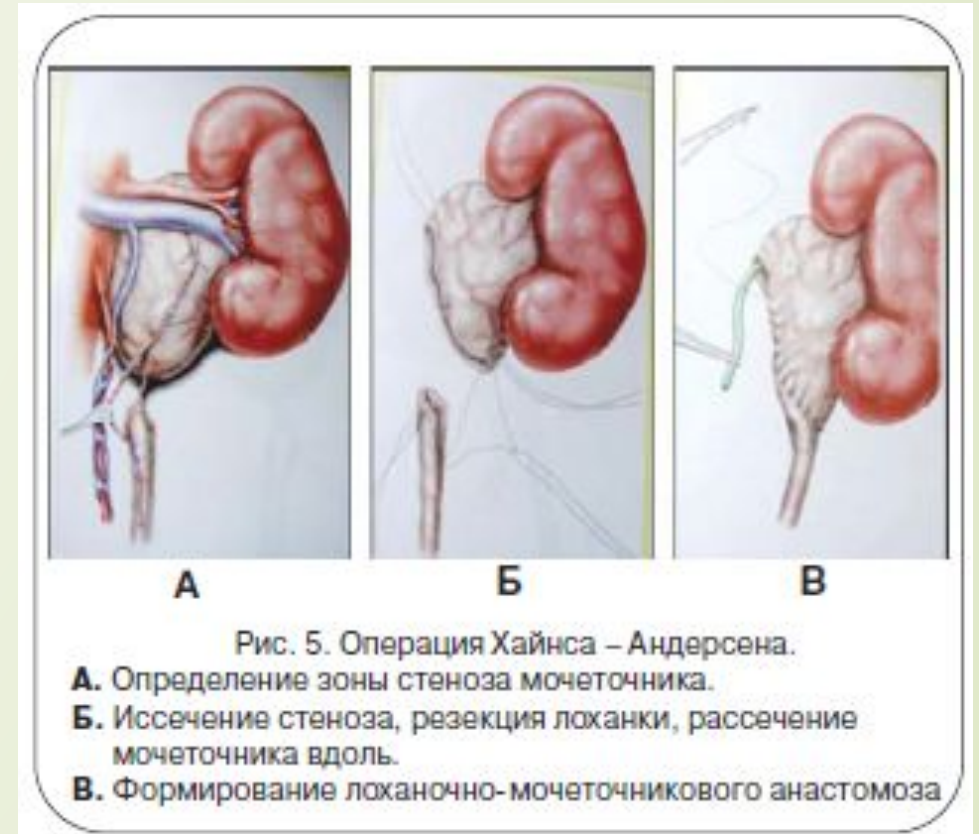 А
Б
В
Рис. 5. Операция Хайнса – Андерсена.
А. Определение зоны стеноза мочеточника.
Б. Иссечение стеноза, резекция лоханки, рассечение
мочеточника вдоль.
В. Формирование лоханочно-мочеточникового анастомоза